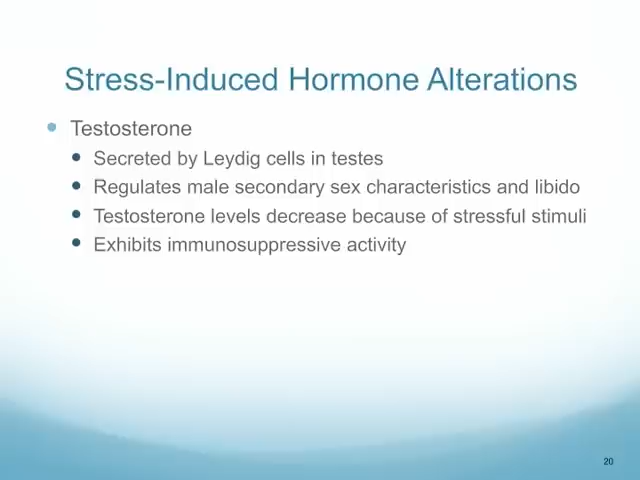 Stress-Induced Hormone Alterations
Testosterone
Secreted by Leydig cells in testes
Regulates male secondary sex characteristics and libido
Testosterone levels decrease because of stressful stimuli
Exhibits immunosuppressive activity
20